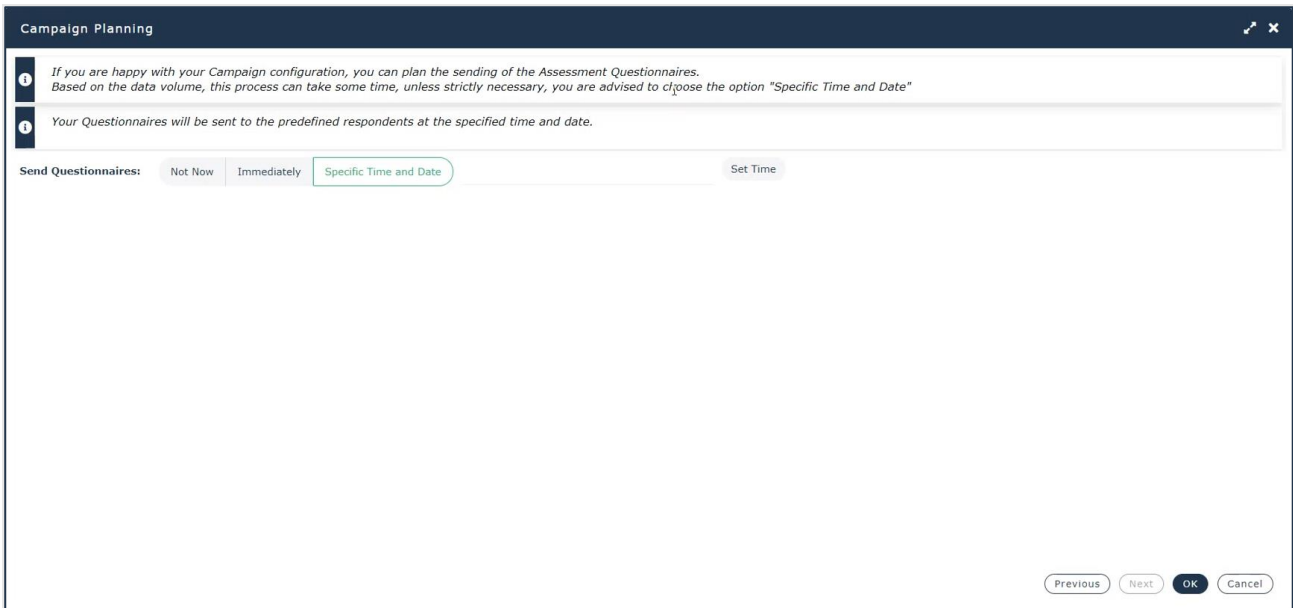 Campaign Planning
If you are happy with your Campaign configuration, you can plan the sending of the Assessment Questionnaires.
Based on the data volume, this process can take some time, unless strictly necessary, you are advised to choose the option "Specific Time and Date"
Your Questionnaires will be sent to the predefined respondents at the specified time and date.
Send Questionnaires: Not Now Immediately Specific Time and Date Set Time
Previous Next OK Cancel